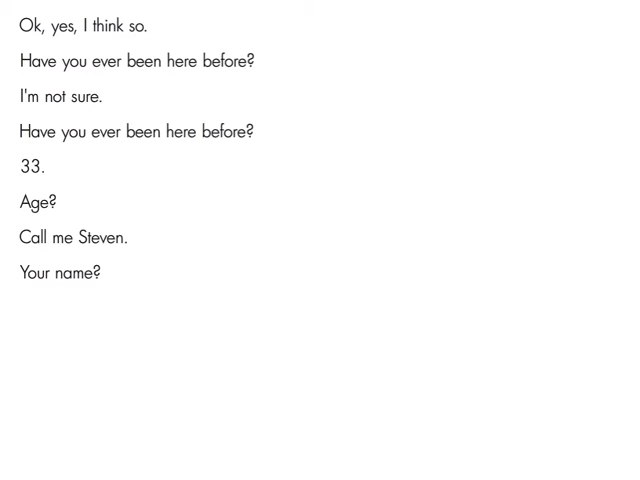 Ok, yes, I think so.
Have you ever been here before?
I'm not sure.
Have you ever been here before?
33.
Age?
Call me Steven.
Your name?